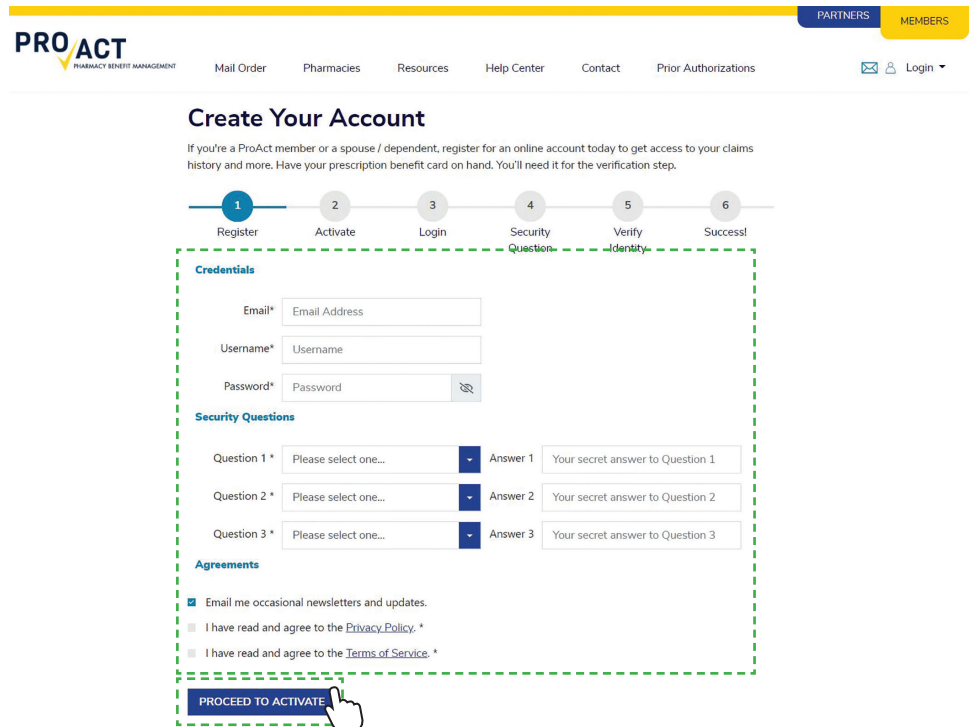 PARTNERS
MEMBERS
PRO ACT
PHARMACY BENEFIT MANAGEMENT
Mail Order Pharmacies Resources Help Center Contact Prior Authorizations Login
Create Your Account
If you're a ProAct member or a spouse / dependent, register for an online account today to get access to your claims
history and more. Have your prescription benefit card on hand. You'll need it for the verification step.
1 2 3 4 5 6
Register Activate Login Security Verify Success!
Question Identity
Credentials
Email* Email Address
Username* Username
Password* Password
Security Questions
Question 1 * Please select one... Answer 1 Your secret answer to Question 1
Question 2 * Please select one... Answer 2 Your secret answer to Question 2
Question 3 * Please select one... Answer 3 Your secret answer to Question 3
Agreements
Email me occasional newsletters and updates.
I have read and agree to the Privacy Policy. *
I have read and agree to the Terms of Service. *
PROCEED TO ACTIVATE